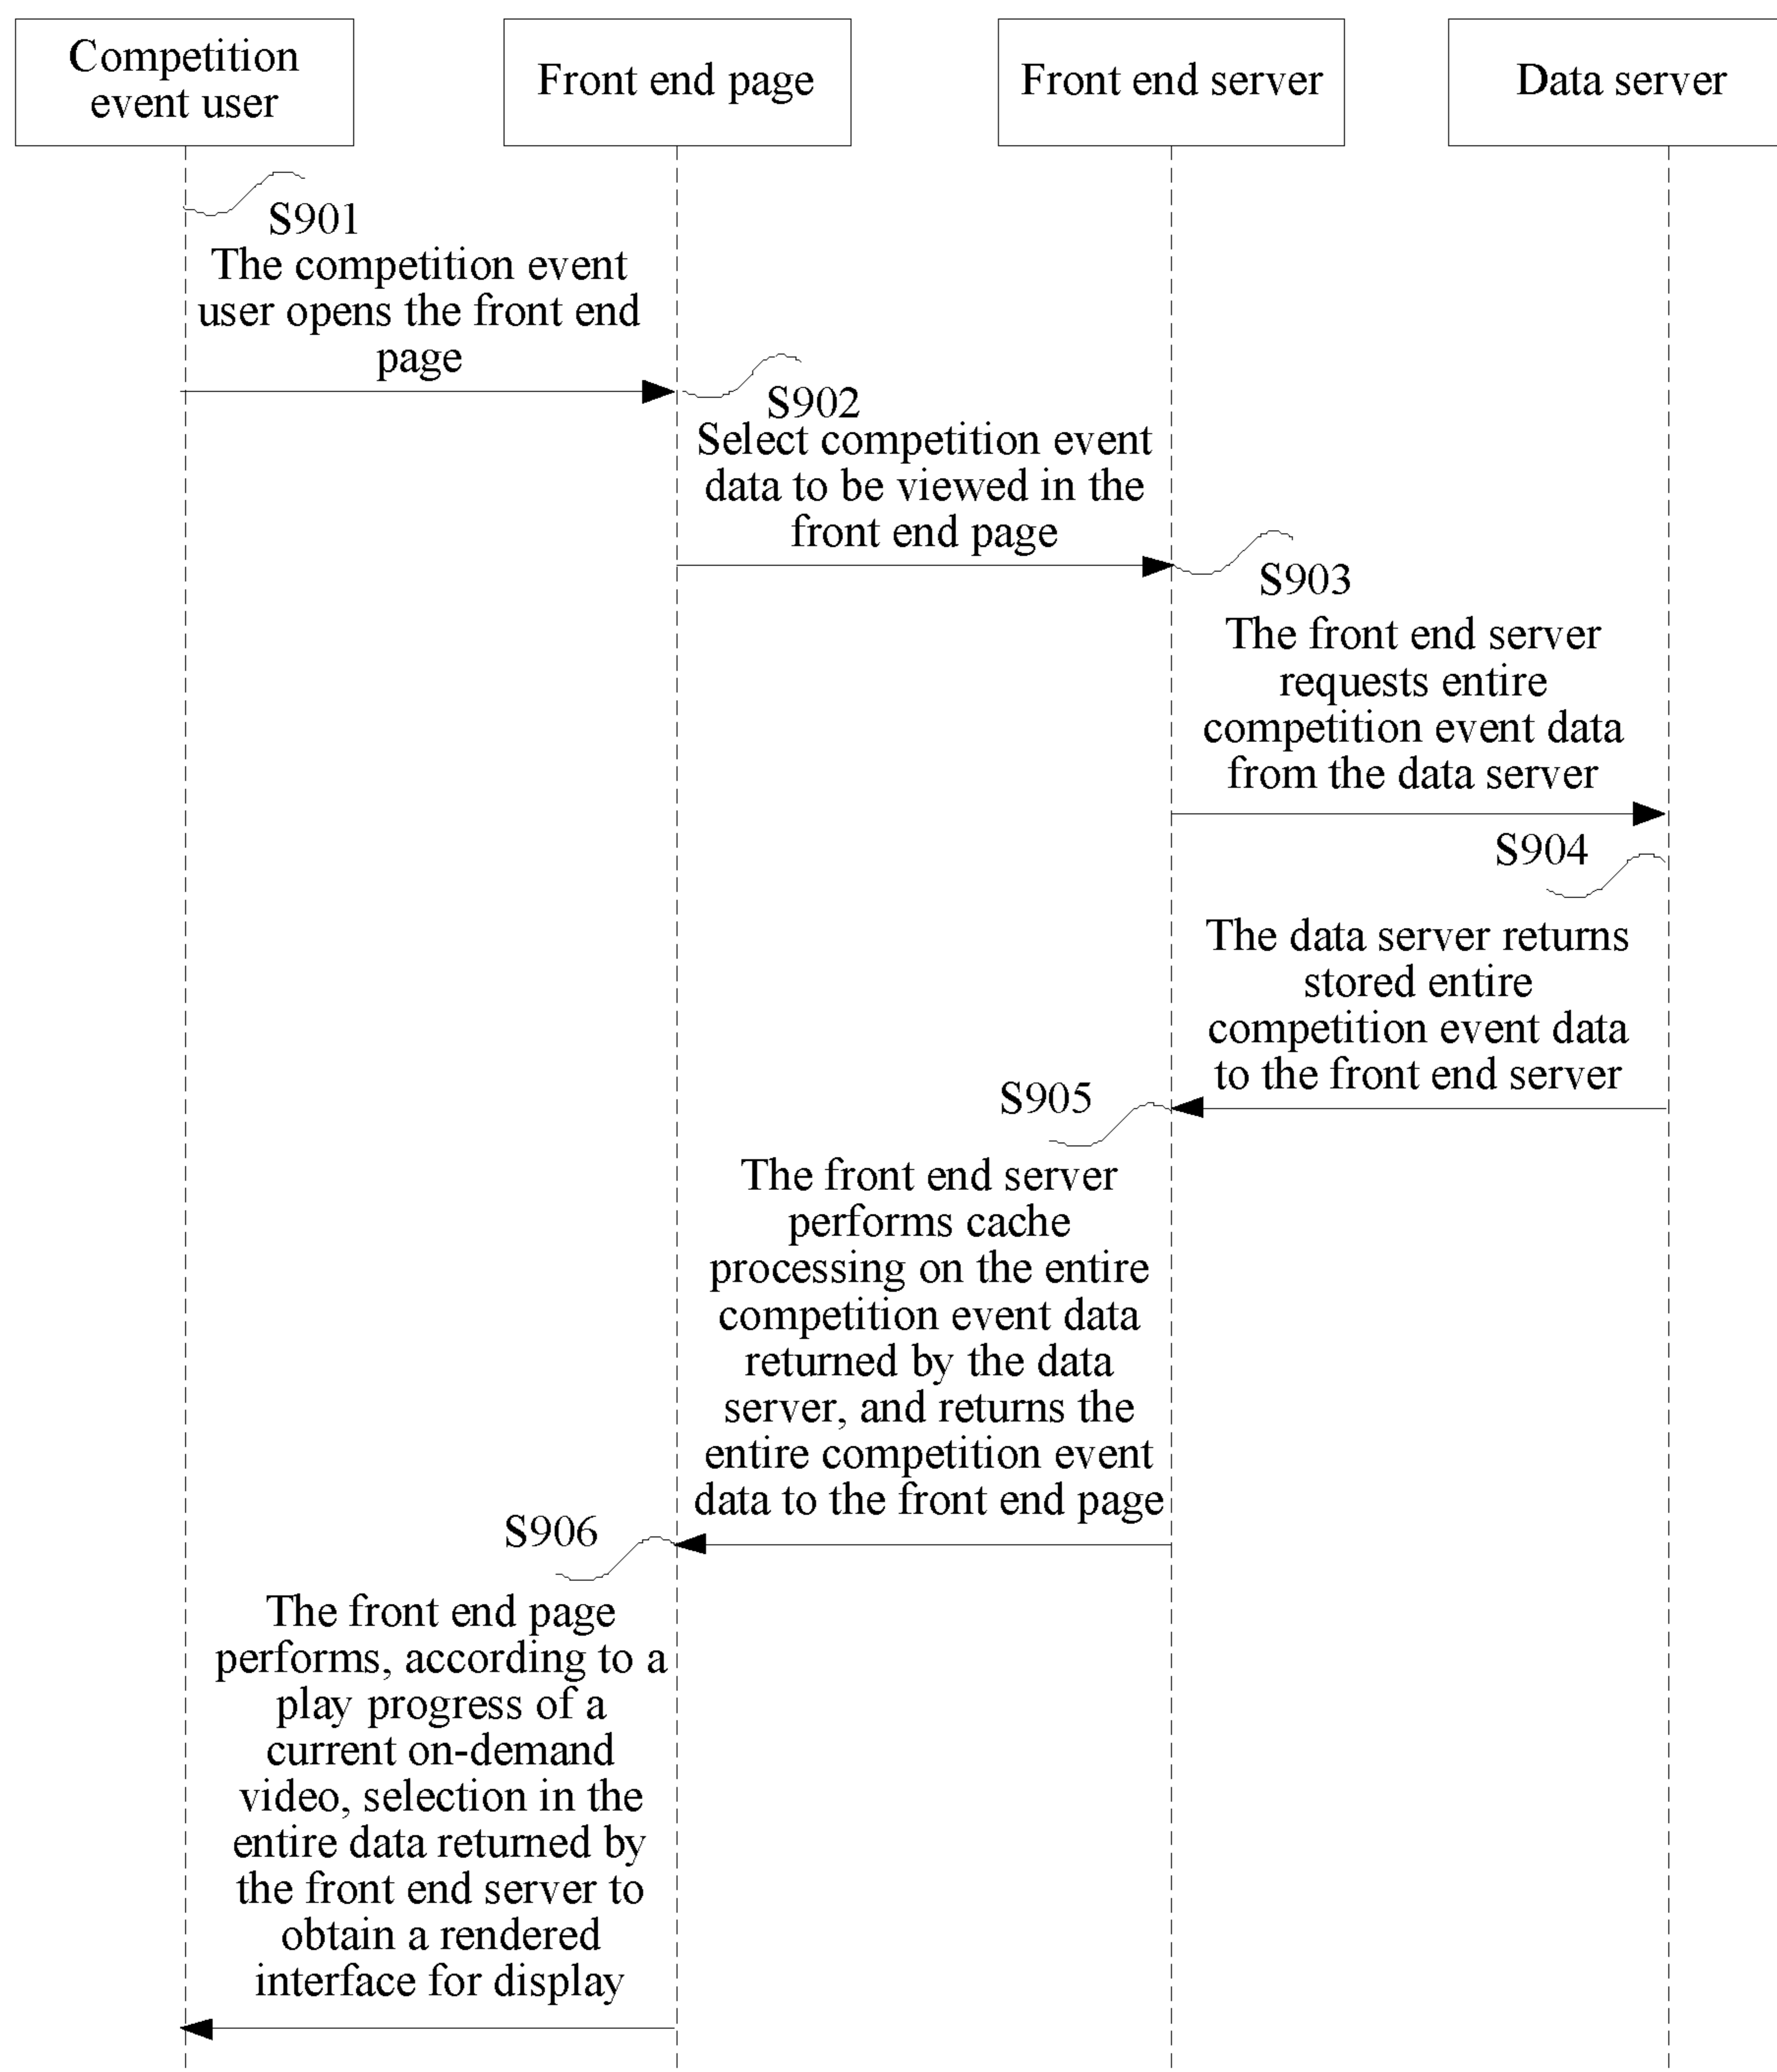 Competition
event user
Front end page
Front end server
Data server
S901
The competition event
user opens the front end
page
S902
Select competition event
data to be viewed in the
front end page
S903
The front end server
requests entire
competition event data
from the data server
S904
The data server returns
stored entire
competition event data
to the front end server
S905
The front end server
performs cache
processing on the entire
competition event data
returned by the data
server, and returns the
entire competition event
data to the front end page
S906
The front end page
performs, according to a
play progress of a
current on-demand
video, selection in the
entire data returned by
the front end server to
obtain a rendered
interface for display